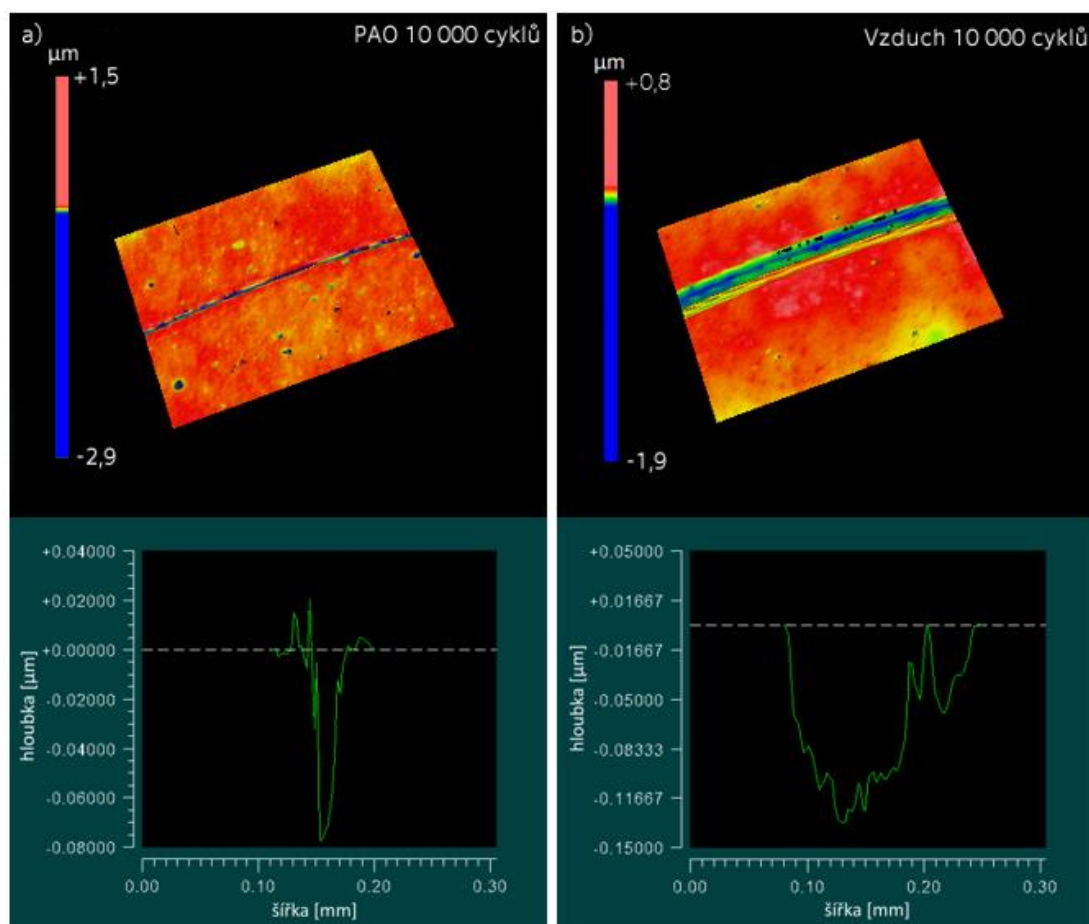 a)
PAO 10 000 cyklů
µm
+1,5
-2,9
+0.04000
+0.02000
+0.00000
-0.02000
-0.04000
-0.06000
-0.08000
hloubka [µm]
0.00 0.10 0.20 0.30
šířka [mm]
b)
Vzduch 10 000 cyklů
µm
+0,8
-1,9
+0.05000
+0.01667
-0.01667
-0.05000
-0.08333
-0.11667
-0.15000
hloubka [µm]
0.00 0.10 0.20 0.30
šířka [mm]